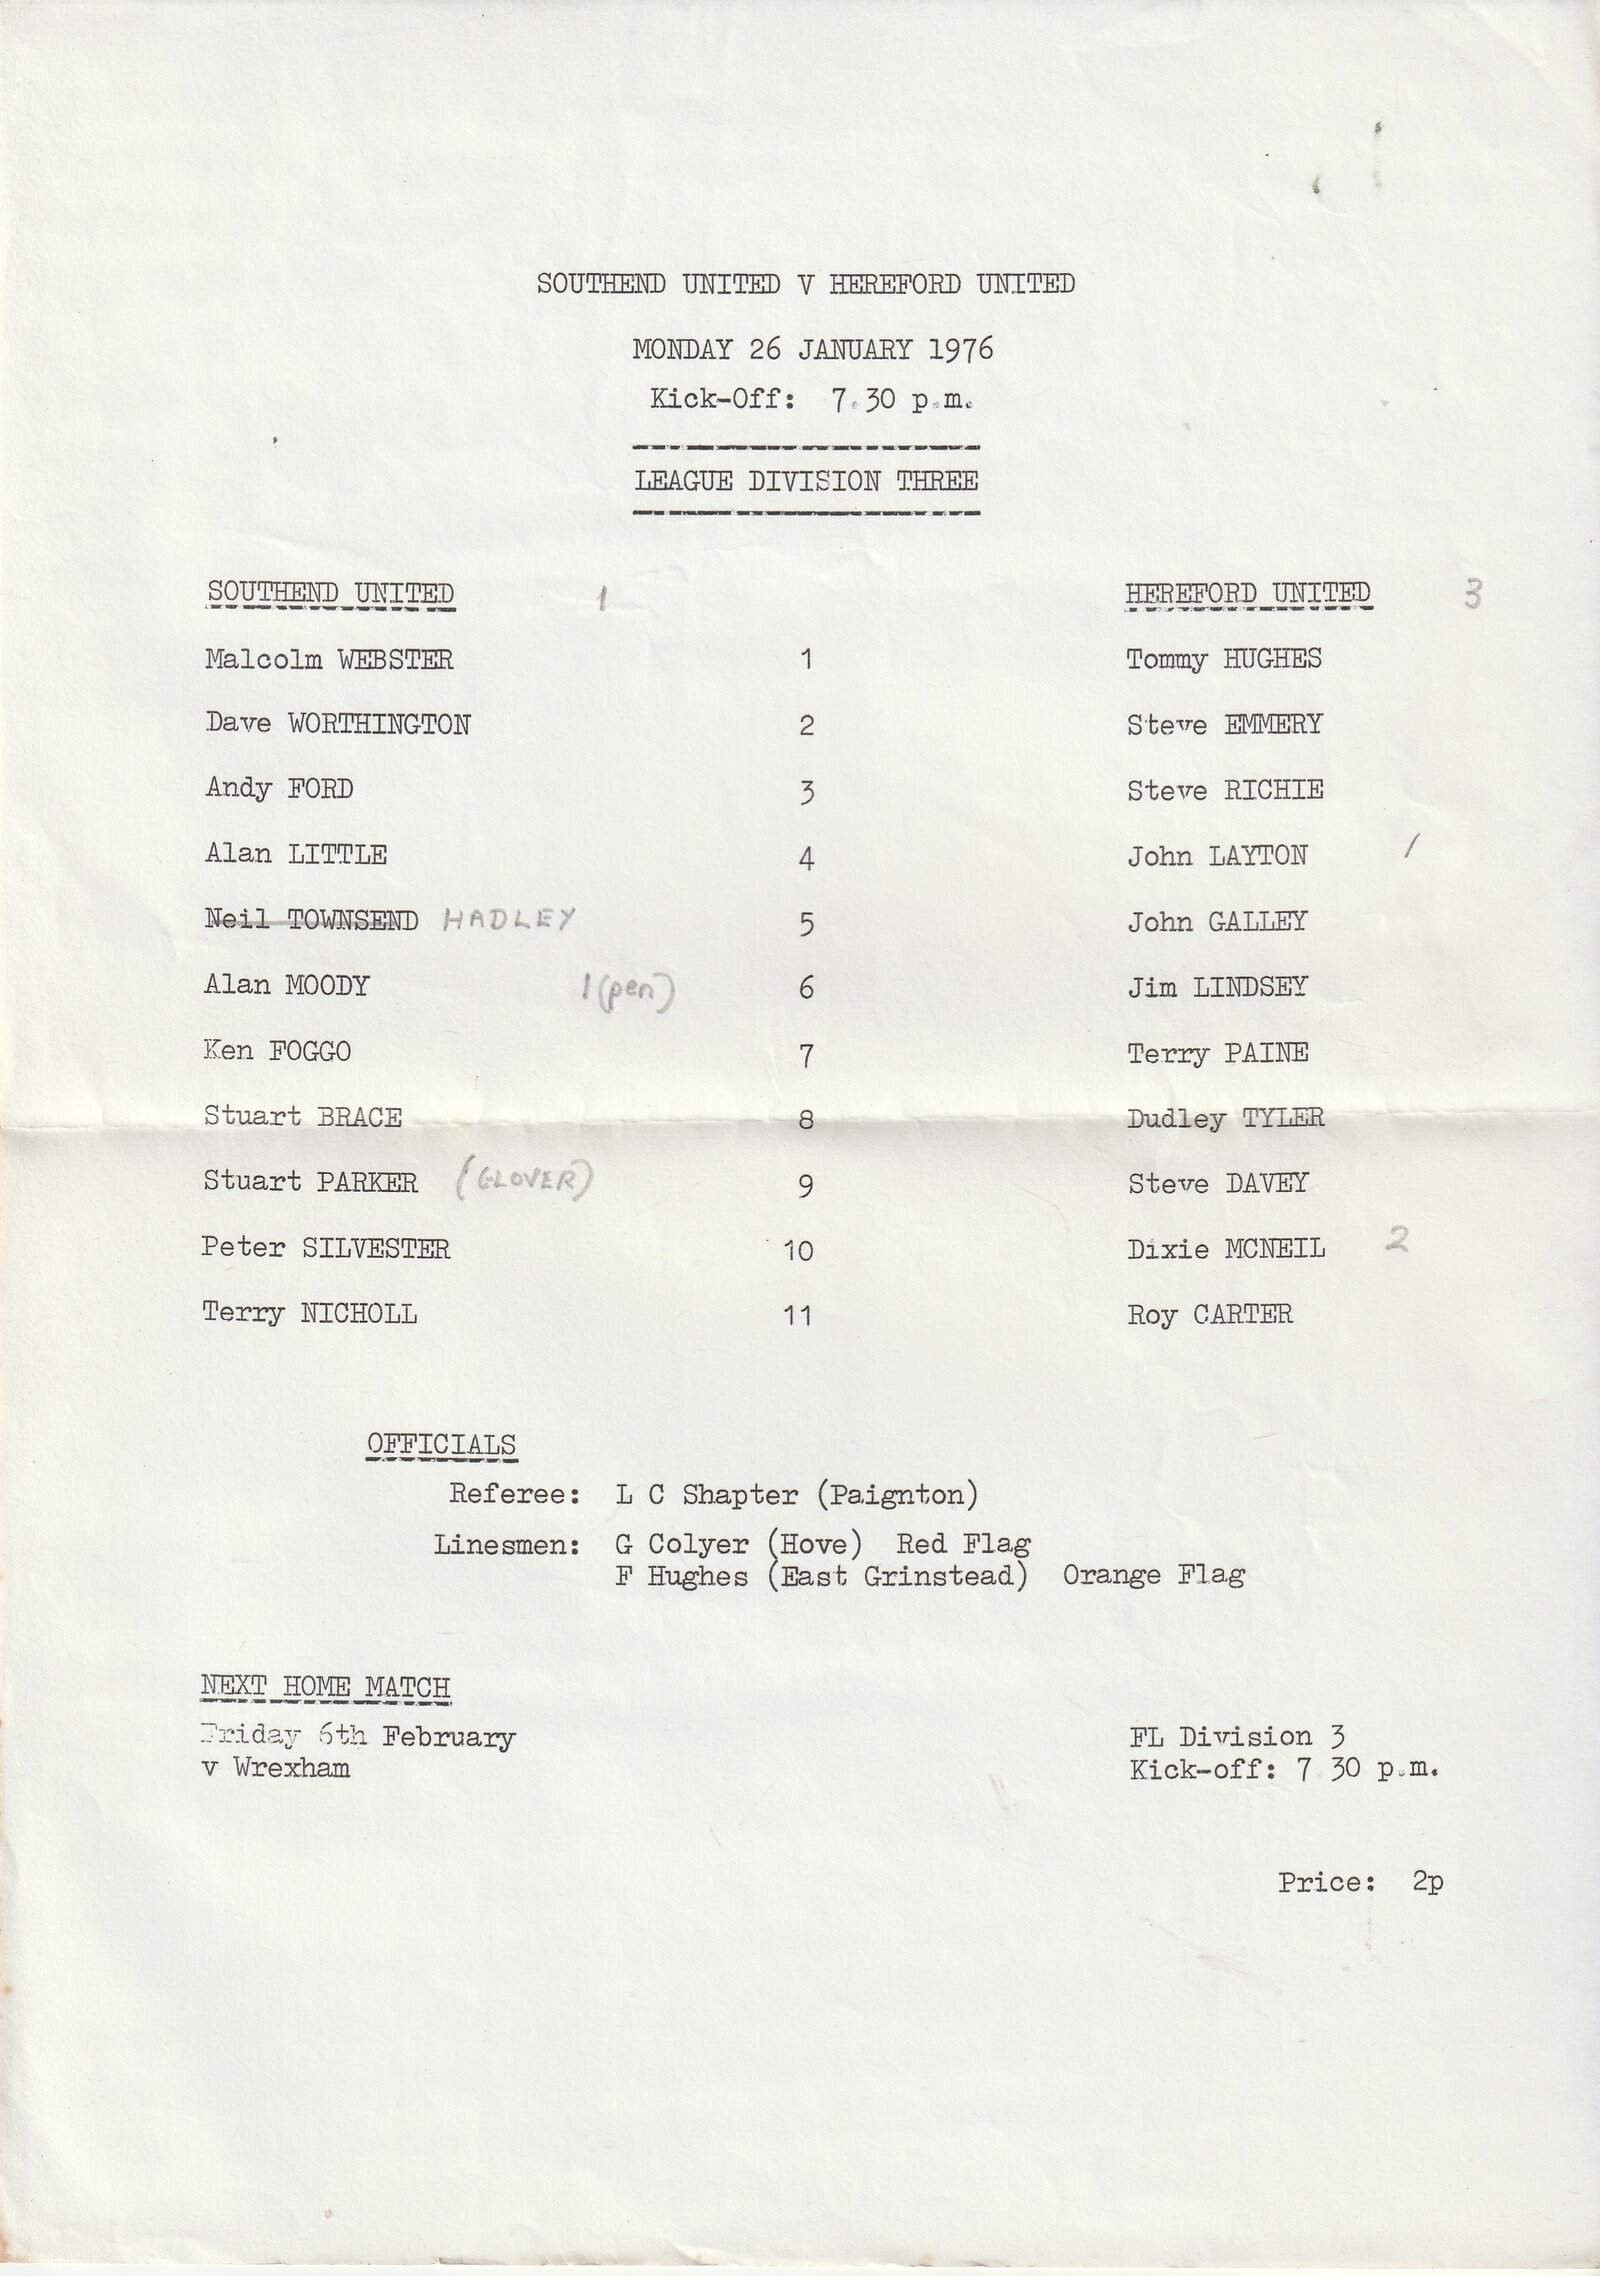 SOUTHEND UNITED V HEREFORD UNITED
MONDAY 26 JANUARY 1976
Kick-Off: 7.30 p.m.
LEAGUE DIVISION THREE
SOUTHEND UNITED 1 HEREFORD UNITED 3
Malcolm WEBSTER 1 Tommy HUGHES
Dave WORTHINGTON 2 Steve EMMERY
Andy FORD 3 Steve RICHIE
Alan LITTLE 4 John LAYTON 1
Neil TOWNSEND HADLEY 5 John GALLEY
Alan MOODY 1 (pen) 6 Jim LINDSEY
Ken FOGGO 7 Terry PAINE
Stuart BRACE 8 Dudley TYLER
Stuart PARKER (GLOVER) 9 Steve DAVEY
Peter SILVESTER 10 Dixie MCNEIL 2
Terry NICHOLL 11 Roy CARTER
OFFICIALS
Referee: L C Shapter (Paignton)
Linesmen: G Colyer (Hove) Red Flag
F Hughes (East Grinstead) Orange Flag
NEXT HOME MATCH
Friday 6th February FL Division 3
v Wrexham Kick-off: 7 30 p.m.
Price: 2p